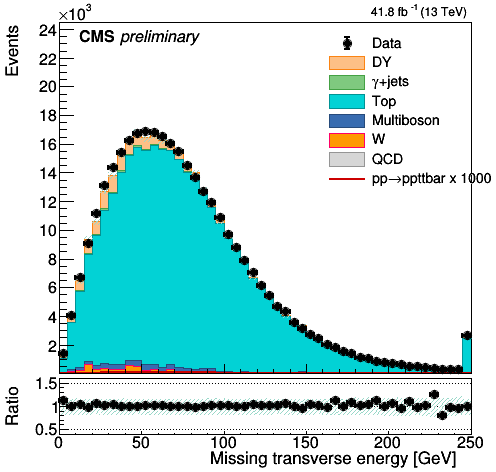 ×10³
41.8 fb⁻¹ (13 TeV)
CMS preliminary
Events
24
22
20
18
16
14
12
10
8
6
4
2
Data
DY
γ+jets
Top
Multiboson
W
QCD
pp→ppttbar x 1000
Ratio
1.5
1
0.5
0 50 100 150 200 250
Missing transverse energy [GeV]